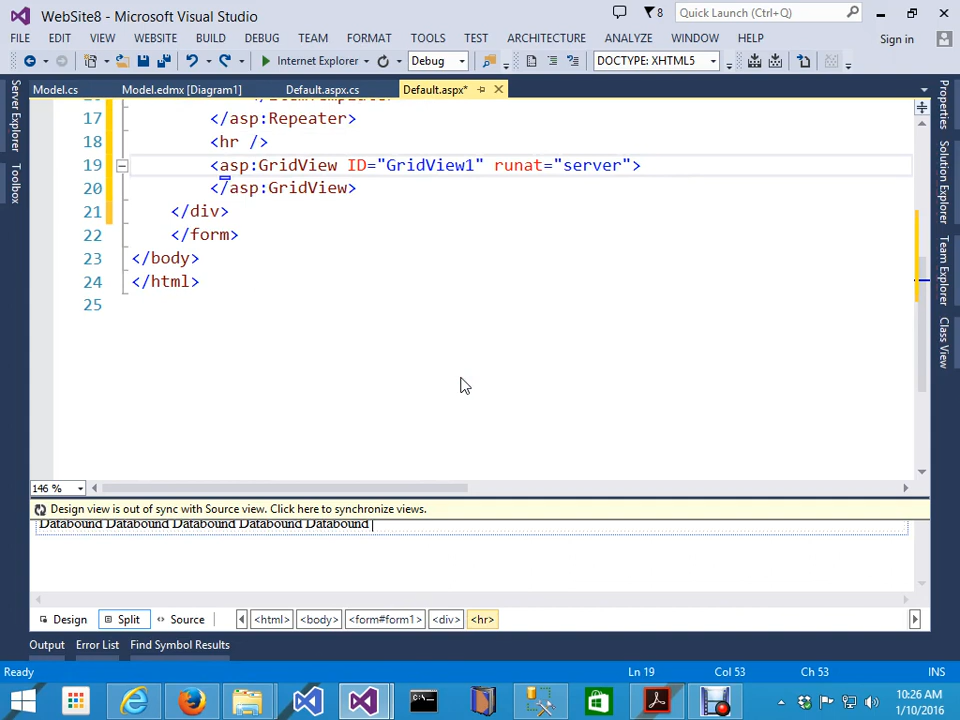 WebSite8 - Microsoft Visual Studio
8
Quick Launch (Ctrl+Q)
FILE EDIT VIEW WEBSITE BUILD DEBUG TEAM FORMAT TOOLS TEST ARCHITECTURE ANALYZE WINDOW HELP
Sign in
Internet Explorer
Debug
DOCTYPE: XHTML5
Model.cs
Model.edmx [Diagram1]
Default.aspx.cs
Default.aspx*
Server Explorer
Toolbox
Properties
Solution Explorer
Team Explorer
Class View
17 </asp:Repeater>
18 <hr />
19 <asp:GridView ID="GridView1" runat="server">
20 </asp:GridView>
21 </div>
22 </form>
23 </body>
24 </html>
25
146 %
Design view is out of sync with Source view. Click here to synchronize views.
Databound Databound Databound Databound Databound
Design
Split
Source
<html> <body> <form#form1> <div> <hr>
Output Error List Find Symbol Results
Ready
Ln 19 Col 53 Ch 53 INS
10:26 AM
1/10/2016